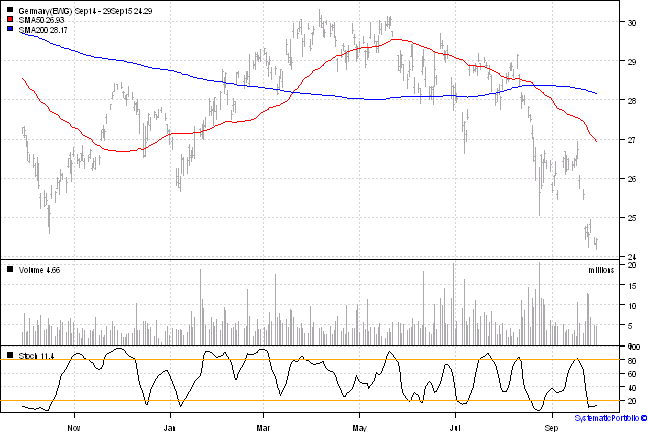 Germany(EWG) Sep14 - 29Sep15 24.29
SMA50 26.93
SMA200 28.17
30
29
28
27
26
25
24
Volume 4.66
millions
20
15
10
5
0
Stoch 11.4
100
80
60
40
20
Nov
Jan
Mar
May
Jul
Sep
SystematicPortfolio ©